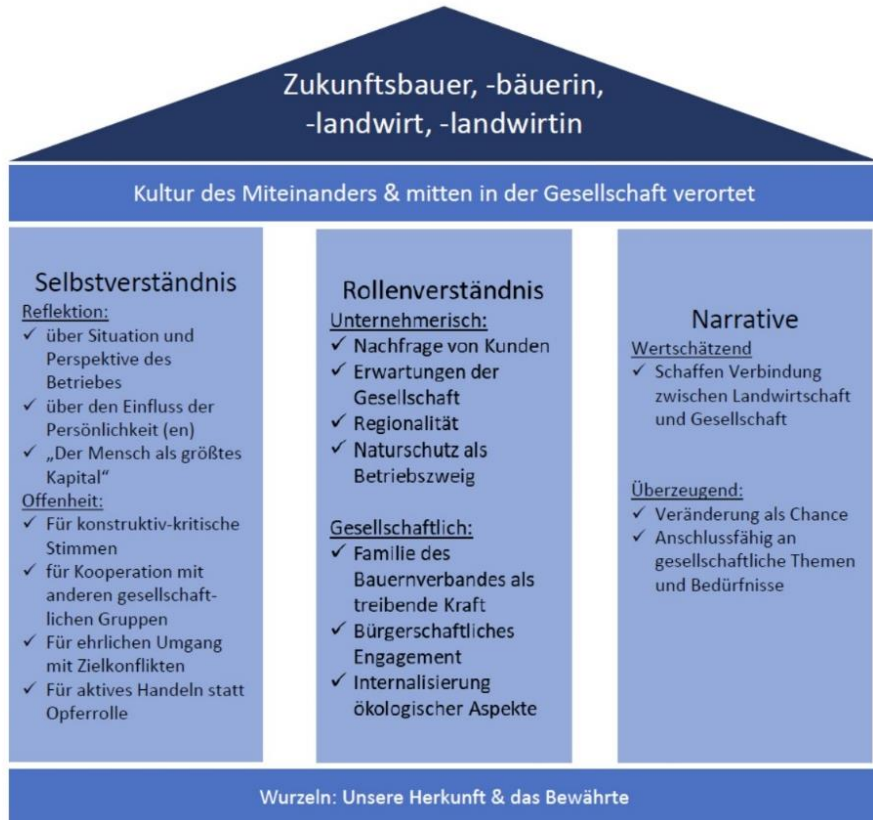 Zukunftsbauer, -bäuerin,
-landwirt, -landwirtin
Kultur des Miteinanders & mitten in der Gesellschaft verortet
Selbstverständnis
Reflektion:
✓ über Situation und
Perspektive des
Betriebes
✓ über den Einfluss der
Persönlichkeit (en)
✓ „Der Mensch als größtes
Kapital“
Offenheit:
✓ Für konstruktiv-kritische
Stimmen
✓ für Kooperation mit
anderen gesellschaft-
lichen Gruppen
✓ Für ehrlichen Umgang
mit Zielkonflikten
✓ Für aktives Handeln statt
Opferrolle
Rollenverständnis
Unternehmerisch:
✓ Nachfrage von Kunden
✓ Erwartungen der
Gesellschaft
✓ Regionalität
✓ Naturschutz als
Betriebszweig
Gesellschaftlich:
✓ Familie des
Bauernverbandes als
treibende Kraft
✓ Bürgerschaftliches
Engagement
✓ Internalisierung
ökologischer Aspekte
Narrative
Wertschätzend
✓ Schaffen Verbindung
zwischen Landwirtschaft
und Gesellschaft
Überzeugend:
✓ Veränderung als Chance
✓ Anschlussfähig an
gesellschaftliche Themen
und Bedürfnisse
Wurzeln: Unsere Herkunft & das Bewährte